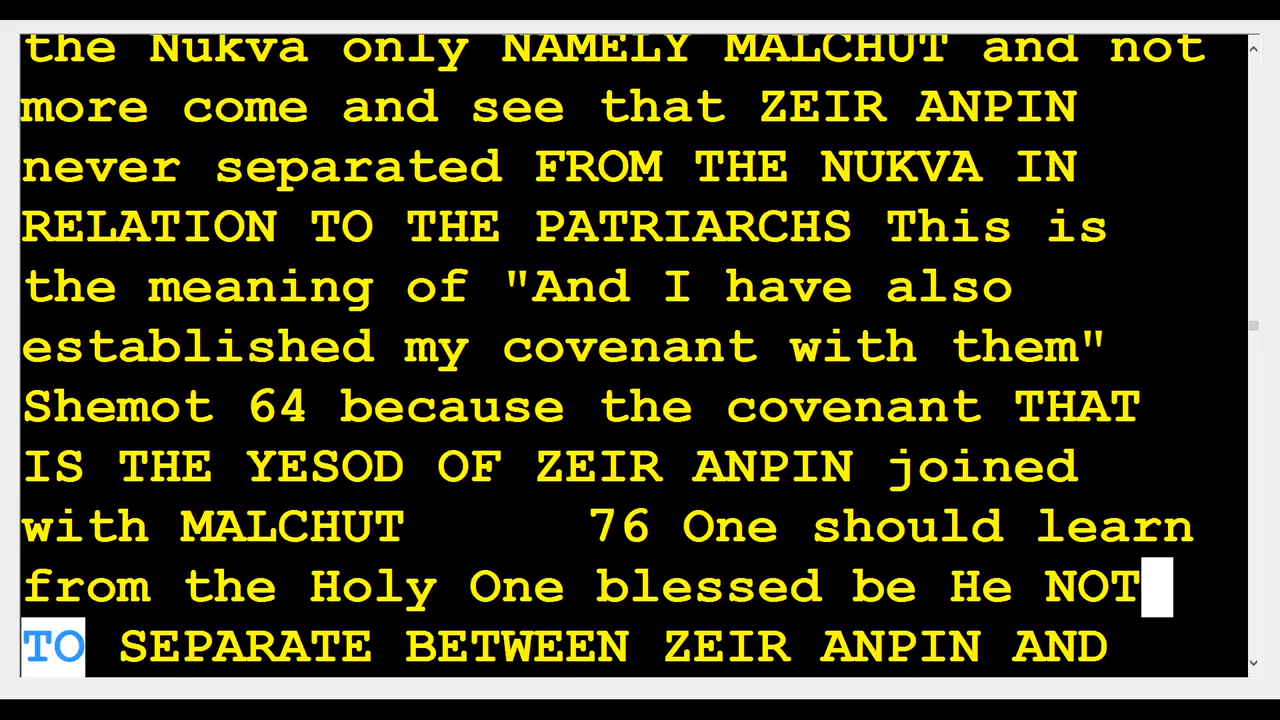 the Nukva only NAMELY MALCHUT and not
more come and see that ZEIR ANPIN
never separated FROM THE NUKVA IN
RELATION TO THE PATRIARCHS This is
the meaning of "And I have also
established my covenant with them"
Shemot 64 because the covenant THAT
IS THE YESOD OF ZEIR ANPIN joined
with MALCHUT 76 One should learn
from the Holy One blessed be He NOT
TO SEPARATE BETWEEN ZEIR ANPIN AND